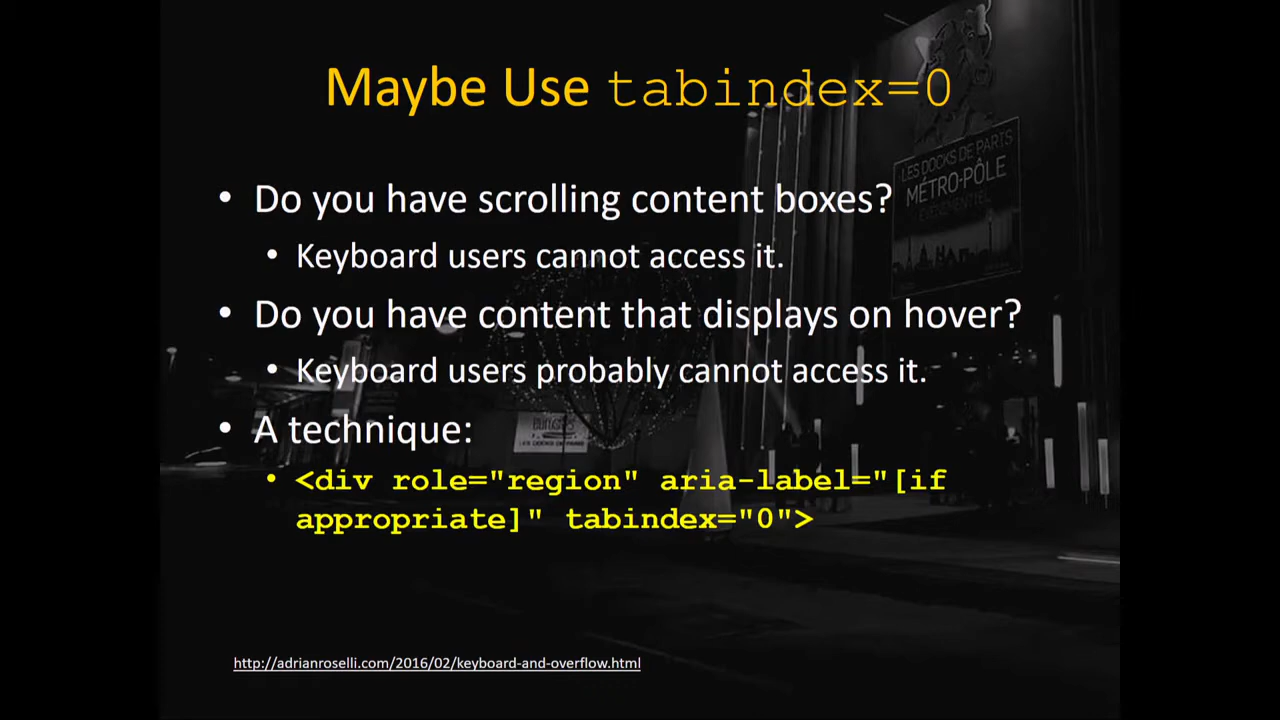 Maybe Use tabindex=0
LES DOCKS DE PARIS
MÉTRO-PÔLE
• Do you have scrolling content boxes?
• Keyboard users cannot access it.
• Do you have content that displays on hover?
• Keyboard users probably cannot access it.
• A technique:
• <div role="region" aria-label="[if
appropriate]" tabindex="0">
http://adrianroselli.com/2016/02/keyboard-and-overflow.html